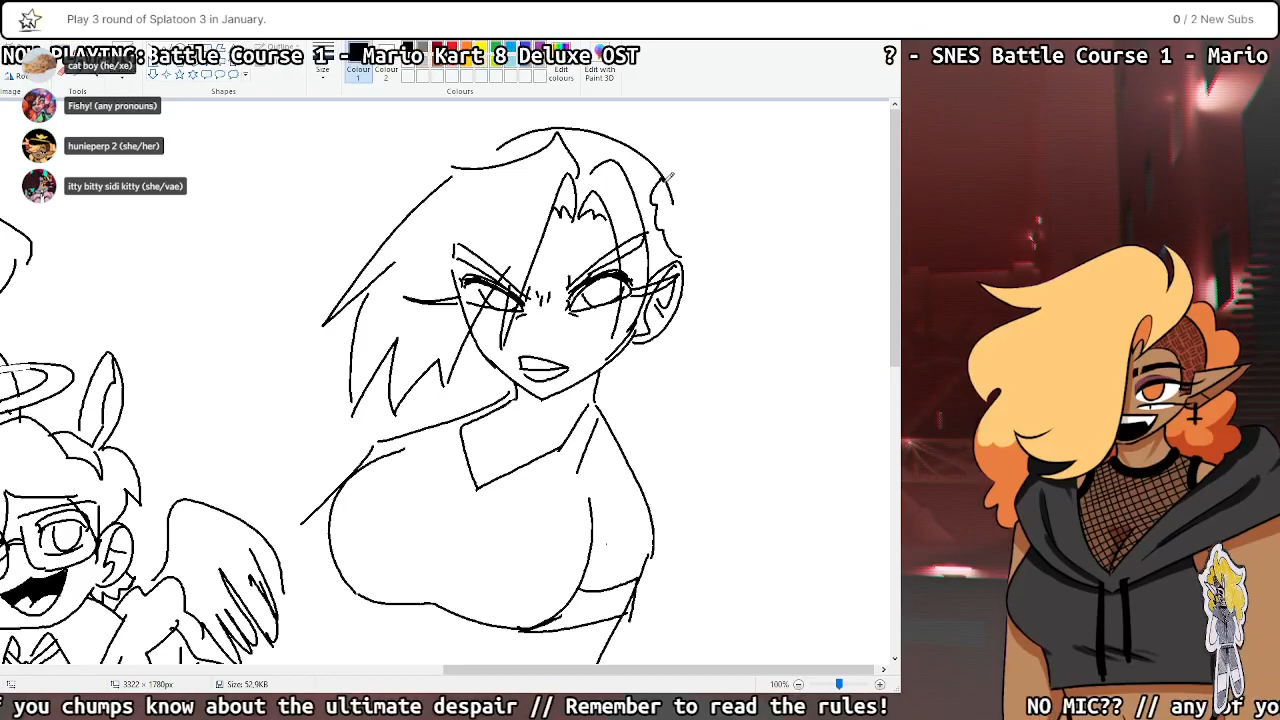 Play 3 round of Splatoon 3 in January.
0 / 2 New Subs
NOW PLAYING: Battle Course 1 - Mario Kart 8 Deluxe OST
? - SNES Battle Course 1 - Mario
cat boy (he/xe)
Fishy! (any pronouns)
hunieperp 2 (she/her)
itty bitty sidi kitty (she/vae)
Image
Tools
Shapes
Outline
Size
Colour 1
Colour 2
Edit colours
Edit with Paint 3D
Colours
3322 × 1780px
Size: 52,9KB
100%
f you chumps know about the ultimate despair // Remember to read the rules!
NO MIC?? // any of yo